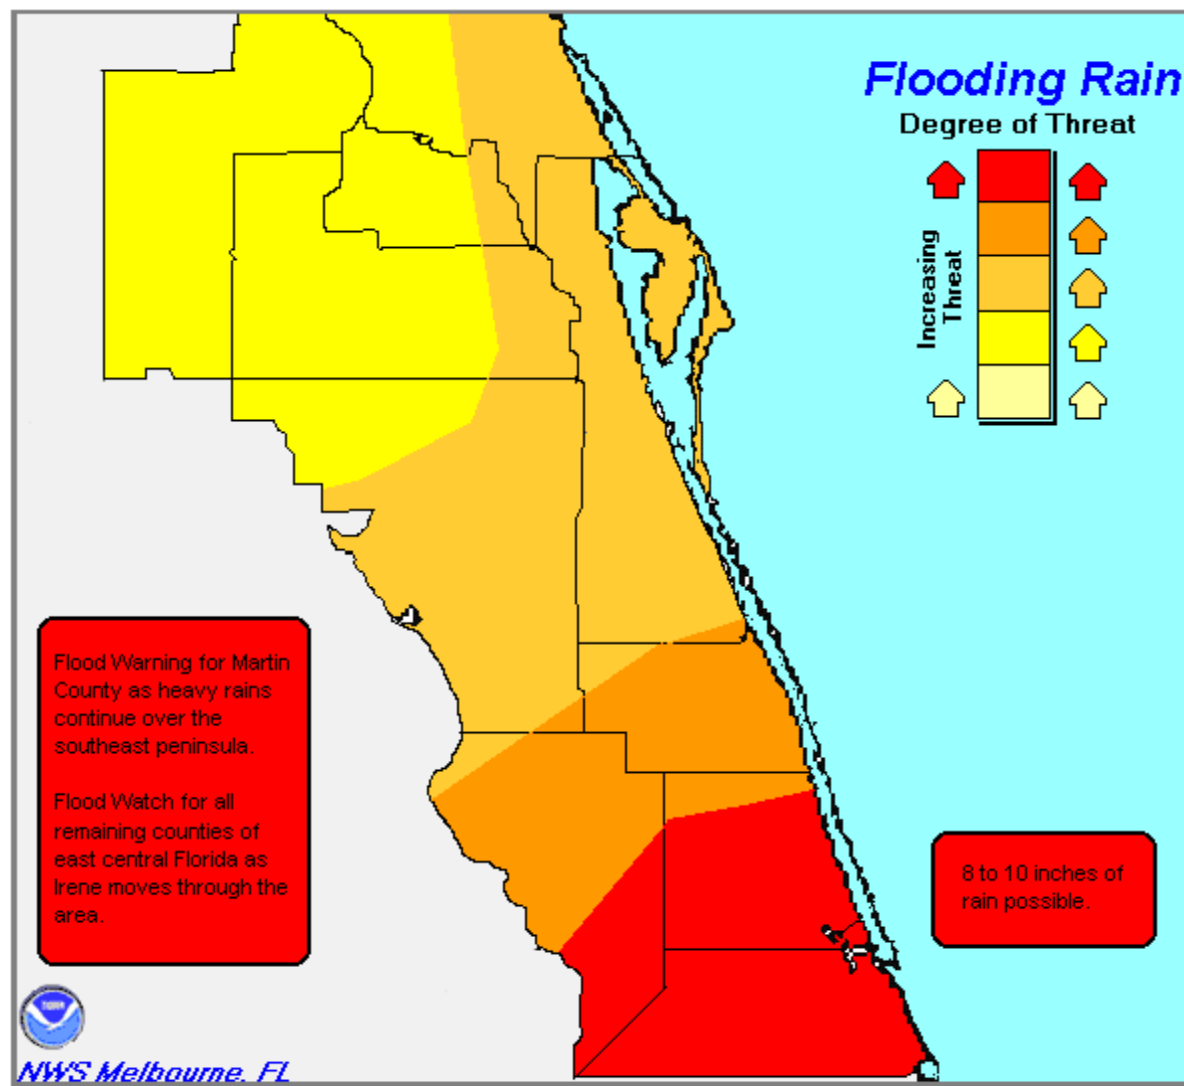 Flooding Rain
Degree of Threat
Increasing
Threat
Flood Warning for Martin
County as heavy rains
continue over the
southeast peninsula.
Flood Watch for all
remaining counties of
east central Florida as
Irene moves through the
area.
8 to 10 inches of
rain possible.
NWS Melbourne, FL